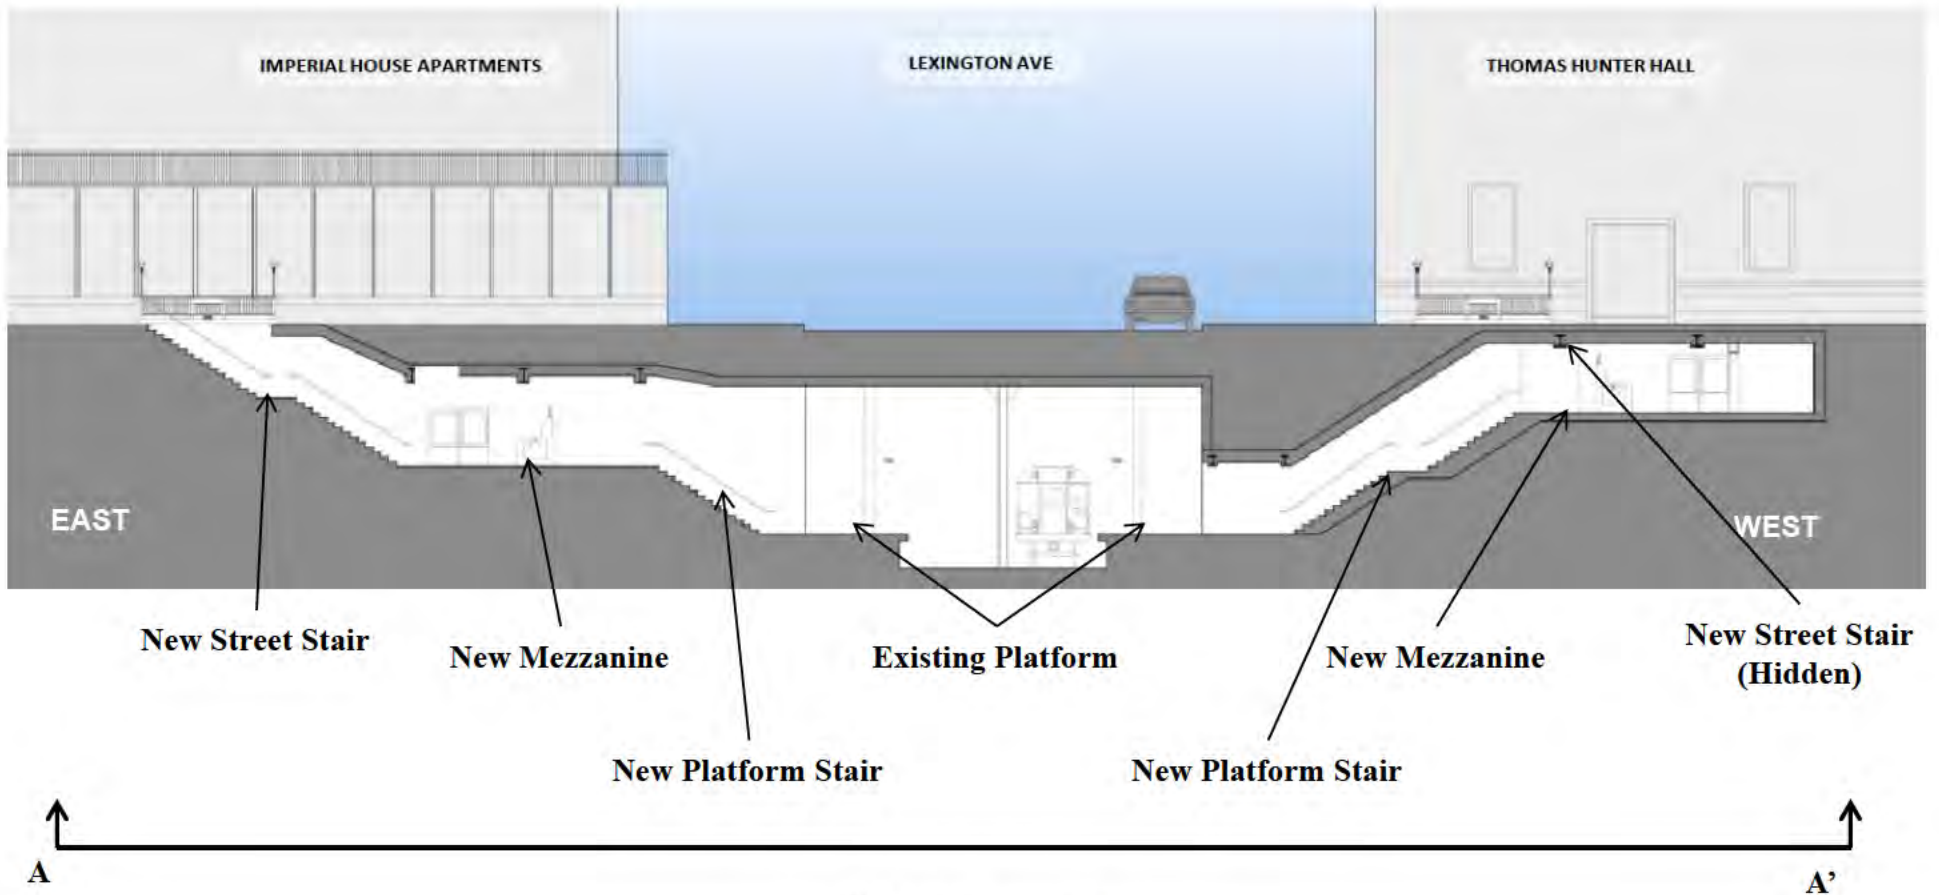 IMPERIAL HOUSE APARTMENTS
LEXINGTON AVE
THOMAS HUNTER HALL
EAST
WEST
New Street Stair
New Mezzanine
Existing Platform
New Mezzanine
New Street Stair
(Hidden)
New Platform Stair
New Platform Stair
A
A’